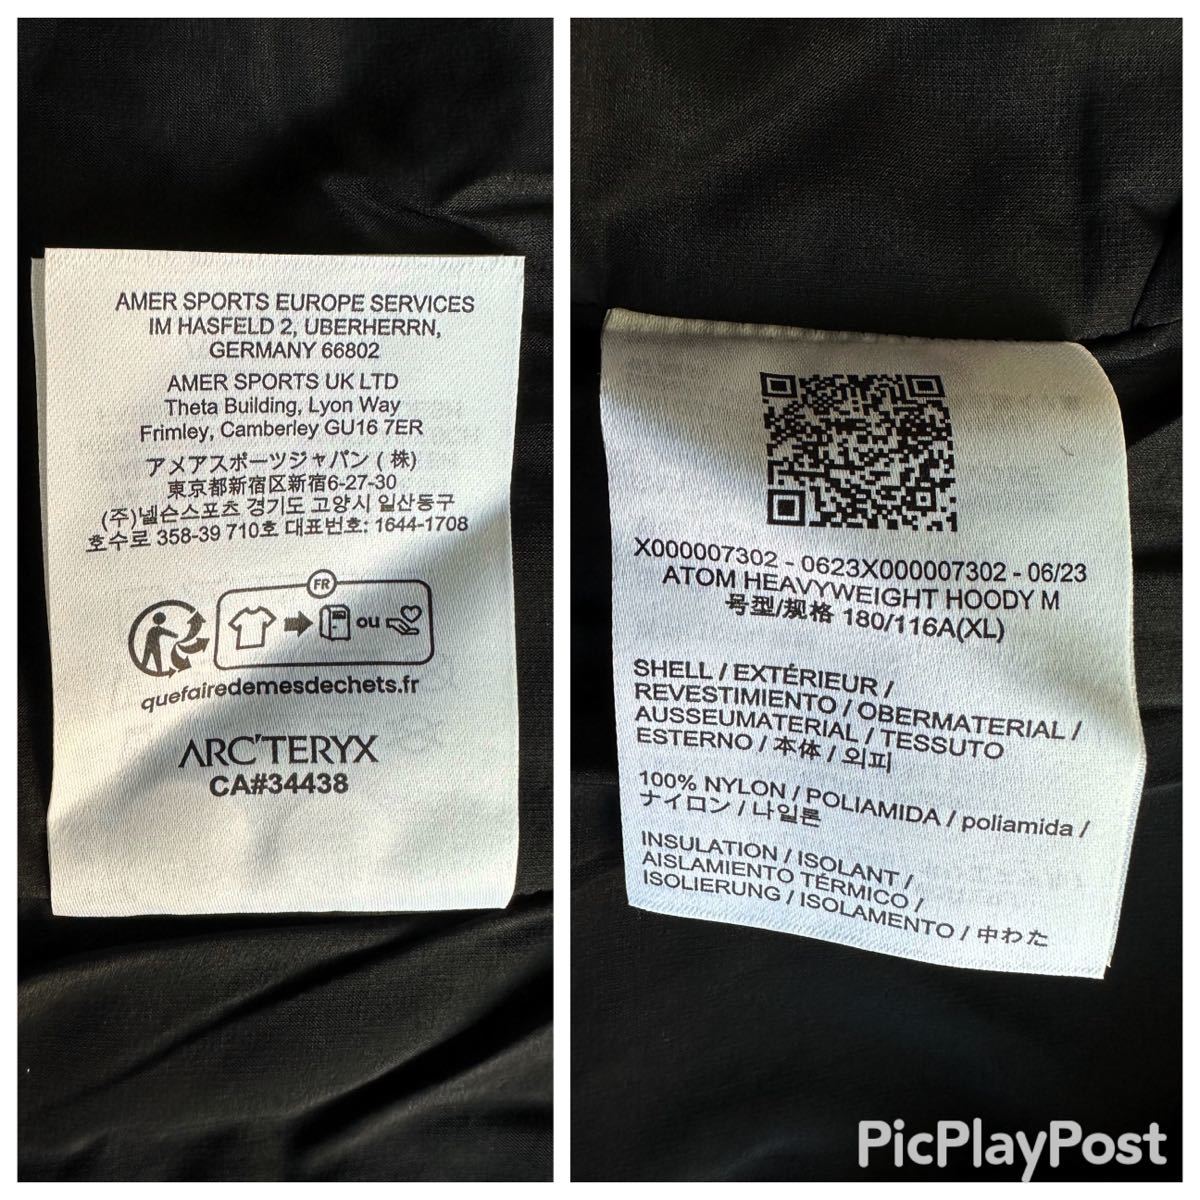 AMER SPORTS EUROPE SERVICES
IM HASFELD 2, UBERHERRN,
GERMANY 66802
AMER SPORTS UK LTD
Theta Building, Lyon Way
Frimley, Camberley GU16 7ER
アメアスポーツジャパン ( 株)
東京都新宿区新宿6-27-30
(주)넬슨스포츠 경기도 고양시 일산동구
호수로 358-39 710호 대표번호: 1644-1708
FR
ou
quefairedemesdechets.fr
ARC'TERYX
CA#34438
X000007302 - 0623X000007302 - 06/23
ATOM HEAVYWEIGHT HOODY M
号型/规格 180/116A(XL)
SHELL / EXTÉRIEUR /
REVESTIMIENTO / OBERMATERIAL /
AUSSEUMATERIAL / TESSUTO
ESTERNO / 本体 / 외피
100% NYLON / POLIAMIDA / poliamida /
ナイロン / 나일론
INSULATION / ISOLANT /
AISLAMIENTO TÉRMICO /
ISOLIERUNG / ISOLAMENTO / 中わた
PicPlayPost